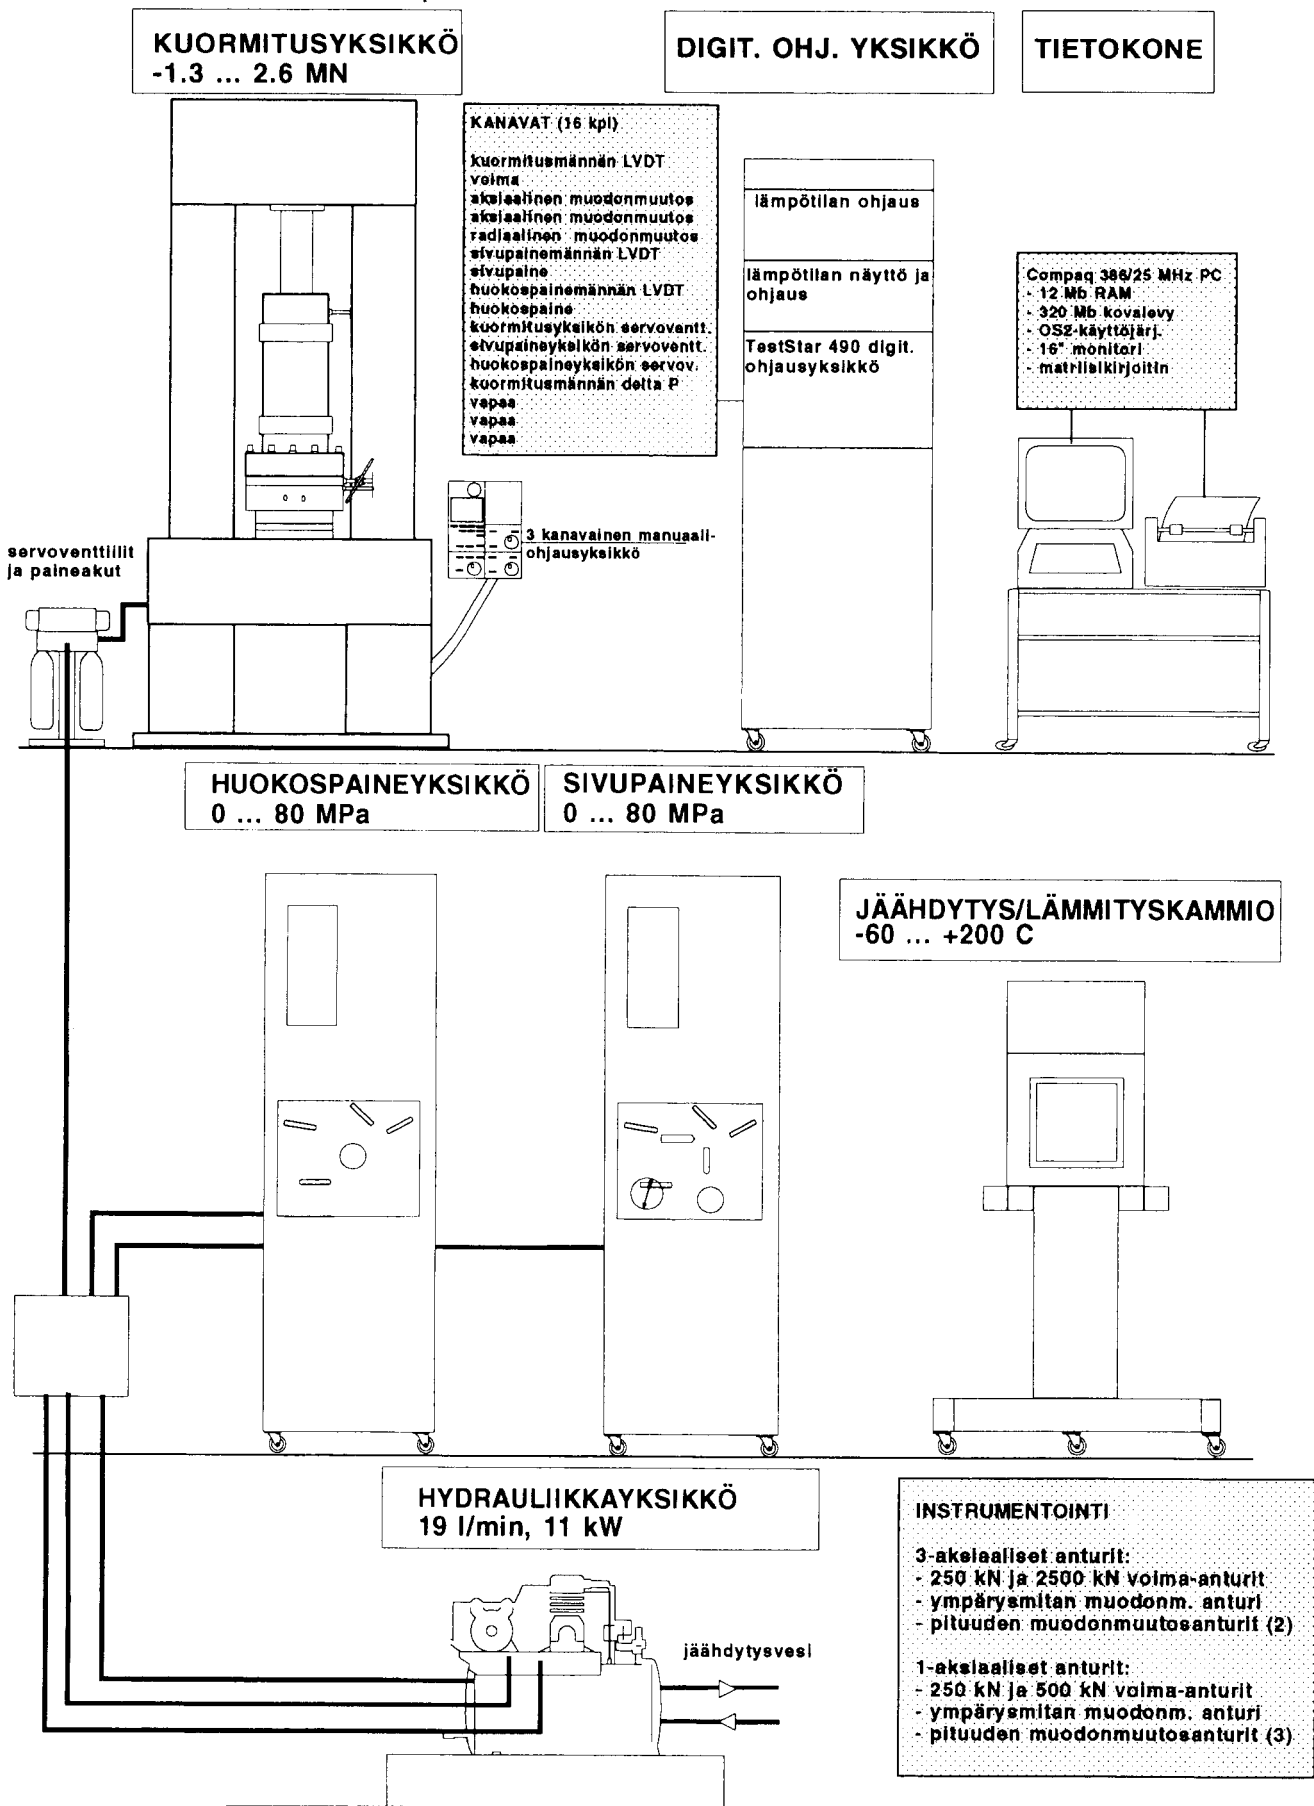 KUORMITUSYKSIKKÖ
-1.3 ... 2.6 MN
DIGIT. OHJ. YKSIKKÖ
TIETOKONE
KANAVAT (16 kpl)
kuormitusmännän LVDT
voima
aksiaalinen muodonmuutos
aksiaalinen muodonmuutos
radiaalinen muodonmuutos
sivupainemännän LVDT
sivupaine
huokospainemännän LVDT
huokospaine
kuormitusyksikön servoventt.
sivupaineyksikön servoventt.
huokospaineyksikön servov.
kuormitusmännän delta P
vapaa
vapaa
vapaa
lämpötilan ohjaus
lämpötilan näyttö ja
ohjaus
TestStar 490 digit.
ohjausyksikkö
Compaq 386/25 MHz PC
- 12 Mb RAM
- 320 Mb kovalevy
- OS2-käyttöjärj.
- 16" monitori
- matriisikirjoitin
3 kanavainen manuaali-
ohjausyksikkö
servoventtiilit
ja paineakut
HUOKOSPAINEYKSIKKÖ
0 ... 80 MPa
SIVUPAINEYKSIKKÖ
0 ... 80 MPa
JÄÄHDYTYS/LÄMMITYSKAMMIO
-60 ... +200 C
HYDRAULIIKKAYKSIKKÖ
19 l/min, 11 kW
jäähdytysvesi
INSTRUMENTOINTI
3-aksiaaliset anturit:
- 250 kN ja 2500 kN voima-anturit
- ympärysmitan muodonm. anturi
- pituuden muodonmuutosanturit (2)
1-aksiaaliset anturit:
- 250 kN ja 500 kN voima-anturit
- ympärysmitan muodonm. anturi
- pituuden muodonmuutosanturit (3)